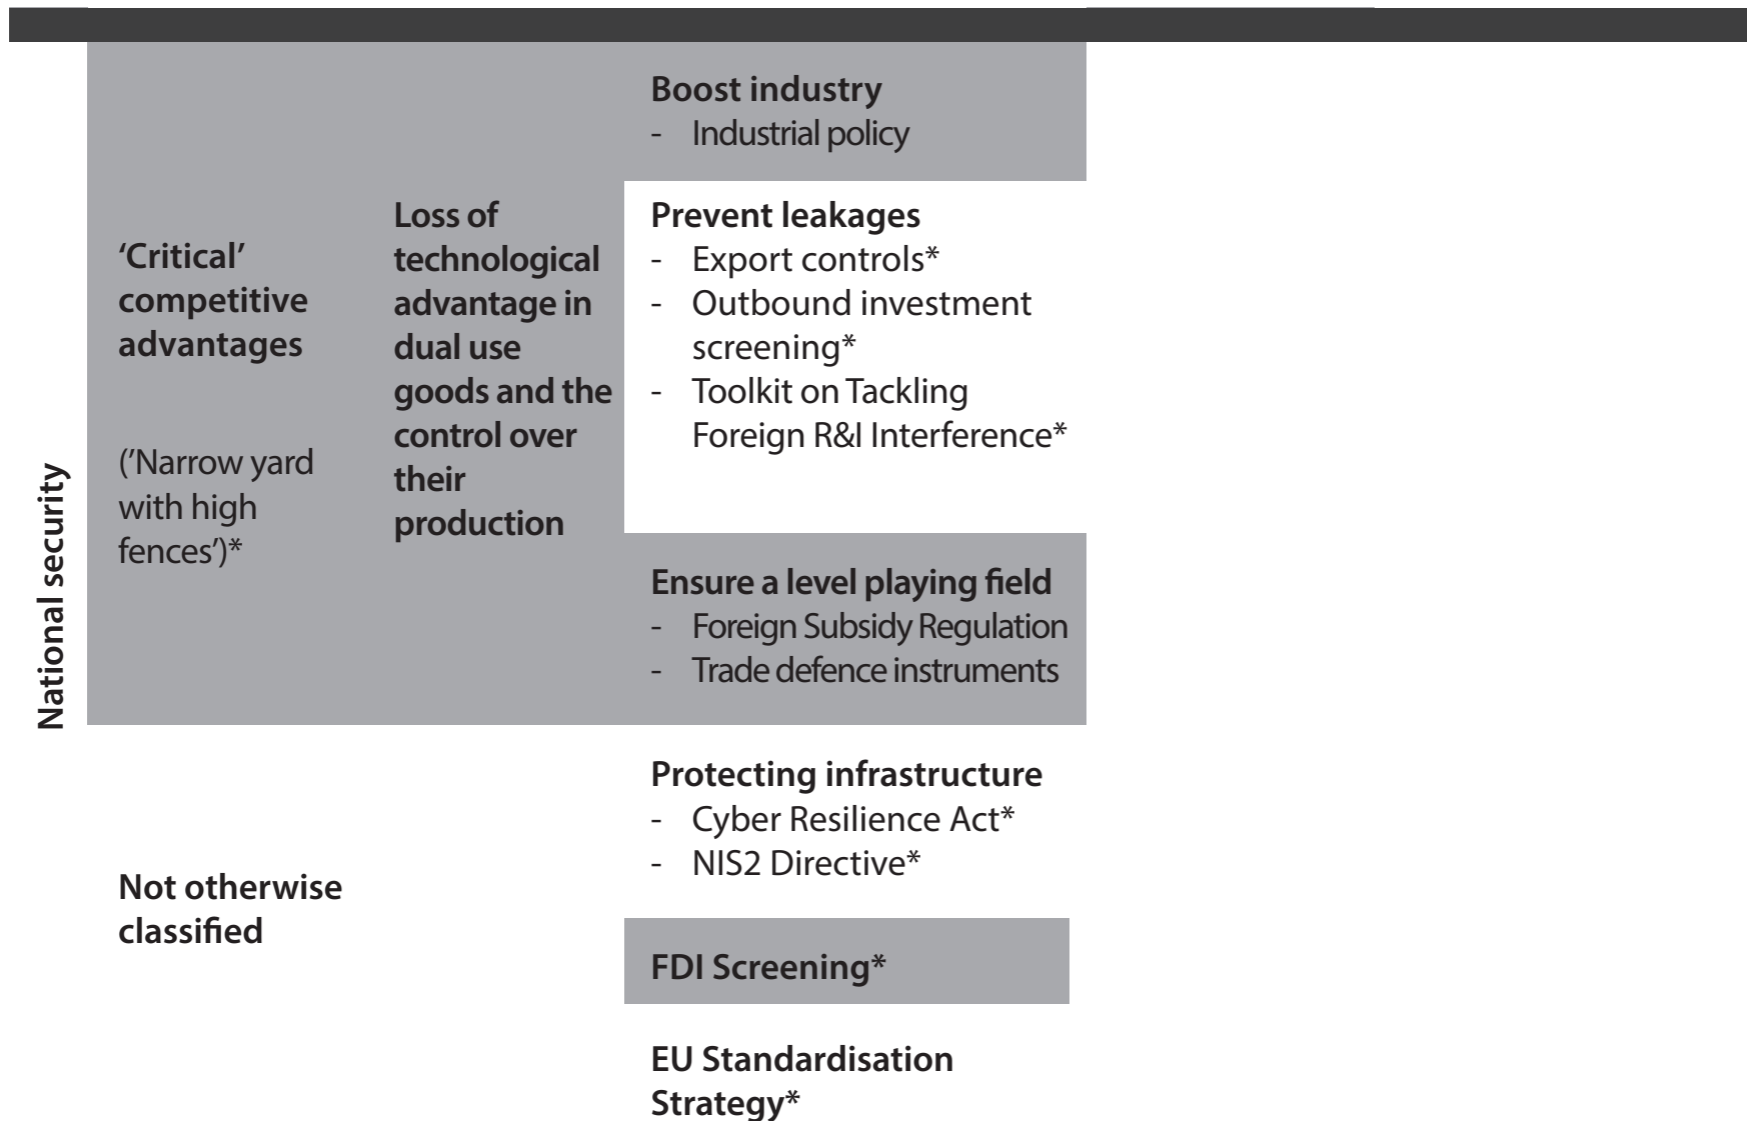 National security
‘Critical’
competitive
advantages
(’Narrow yard
with high
fences’)*
Loss of
technological
advantage in
dual use
goods and the
control over
their
production
Boost industry
- Industrial policy
Prevent leakages
- Export controls*
- Outbound investment
screening*
- Toolkit on Tackling
Foreign R&I Interference*
Ensure a level playing field
- Foreign Subsidy Regulation
- Trade defence instruments
Not otherwise
classified
Protecting infrastructure
- Cyber Resilience Act*
- NIS2 Directive*
FDI Screening*
EU Standardisation
Strategy*